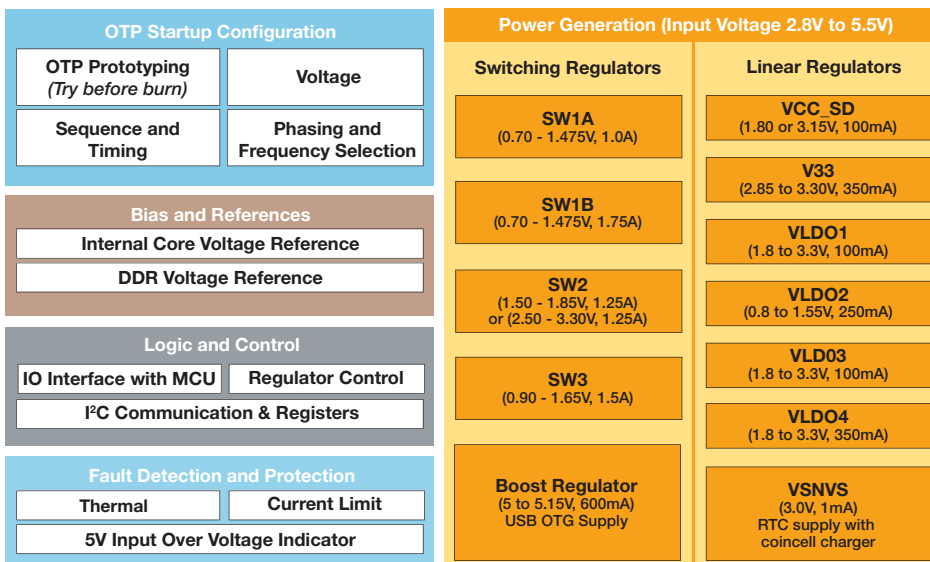 OTP Startup Configuration
OTP Prototyping
(Try before burn)
Voltage
Sequence and
Timing
Phasing and
Frequency Selection
Bias and References
Internal Core Voltage Reference
DDR Voltage Reference
Logic and Control
IO Interface with MCU
Regulator Control
I²C Communication & Registers
Fault Detection and Protection
Thermal
Current Limit
5V Input Over Voltage Indicator
Power Generation (Input Voltage 2.8V to 5.5V)
Switching Regulators
SW1A
(0.70 - 1.475V, 1.0A)
SW1B
(0.70 - 1.475V, 1.75A)
SW2
(1.50 - 1.85V, 1.25A)
or (2.50 - 3.30V, 1.25A)
SW3
(0.90 - 1.65V, 1.5A)
Boost Regulator
(5 to 5.15V, 600mA)
USB OTG Supply
Linear Regulators
VCC_SD
(1.80 or 3.15V, 100mA)
V33
(2.85 to 3.30V, 350mA)
VLDO1
(1.8 to 3.3V, 100mA)
VLDO2
(0.8 to 1.55V, 250mA)
VLD03
(1.8 to 3.3V, 100mA)
VLDO4
(1.8 to 3.3V, 350mA)
VSNVS
(3.0V, 1mA)
RTC supply with
coincell charger